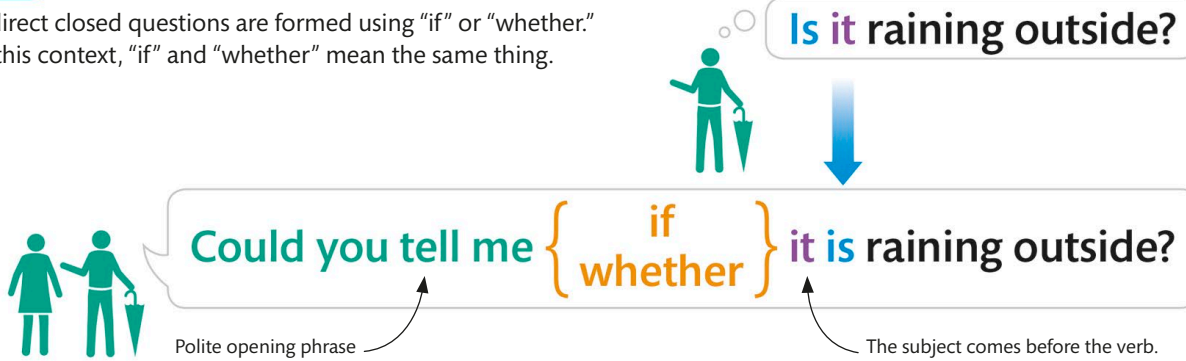 direct closed questions are formed using “if” or “whether.”
this context, “if” and “whether” mean the same thing.
Is it raining outside?
Could you tell me { if / whether } it is raining outside?
Polite opening phrase
The subject comes before the verb.